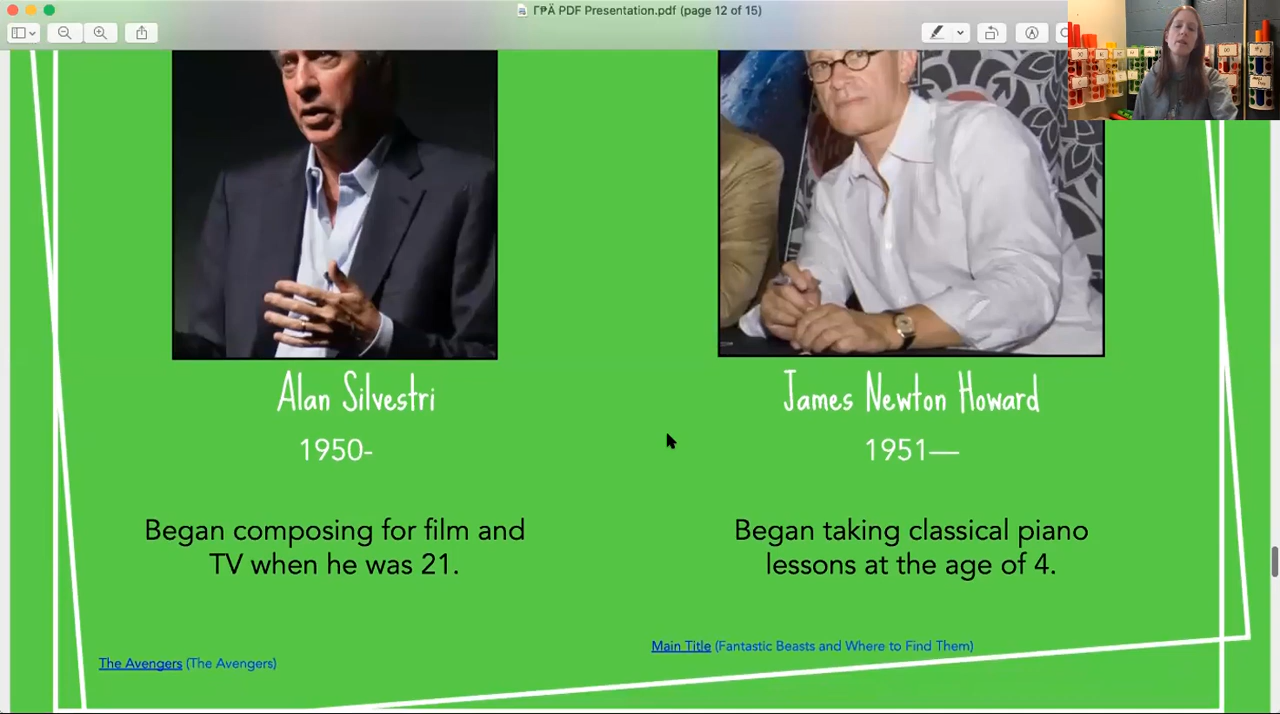 ГᴾÄ PDF Presentation.pdf (page 12 of 15)
Alan Silvestri
James Newton Howard
1950-
1951—
Began composing for film and
TV when he was 21.
Began taking classical piano
lessons at the age of 4.
Main Title (Fantastic Beasts and Where to Find Them)
The Avengers (The Avengers)